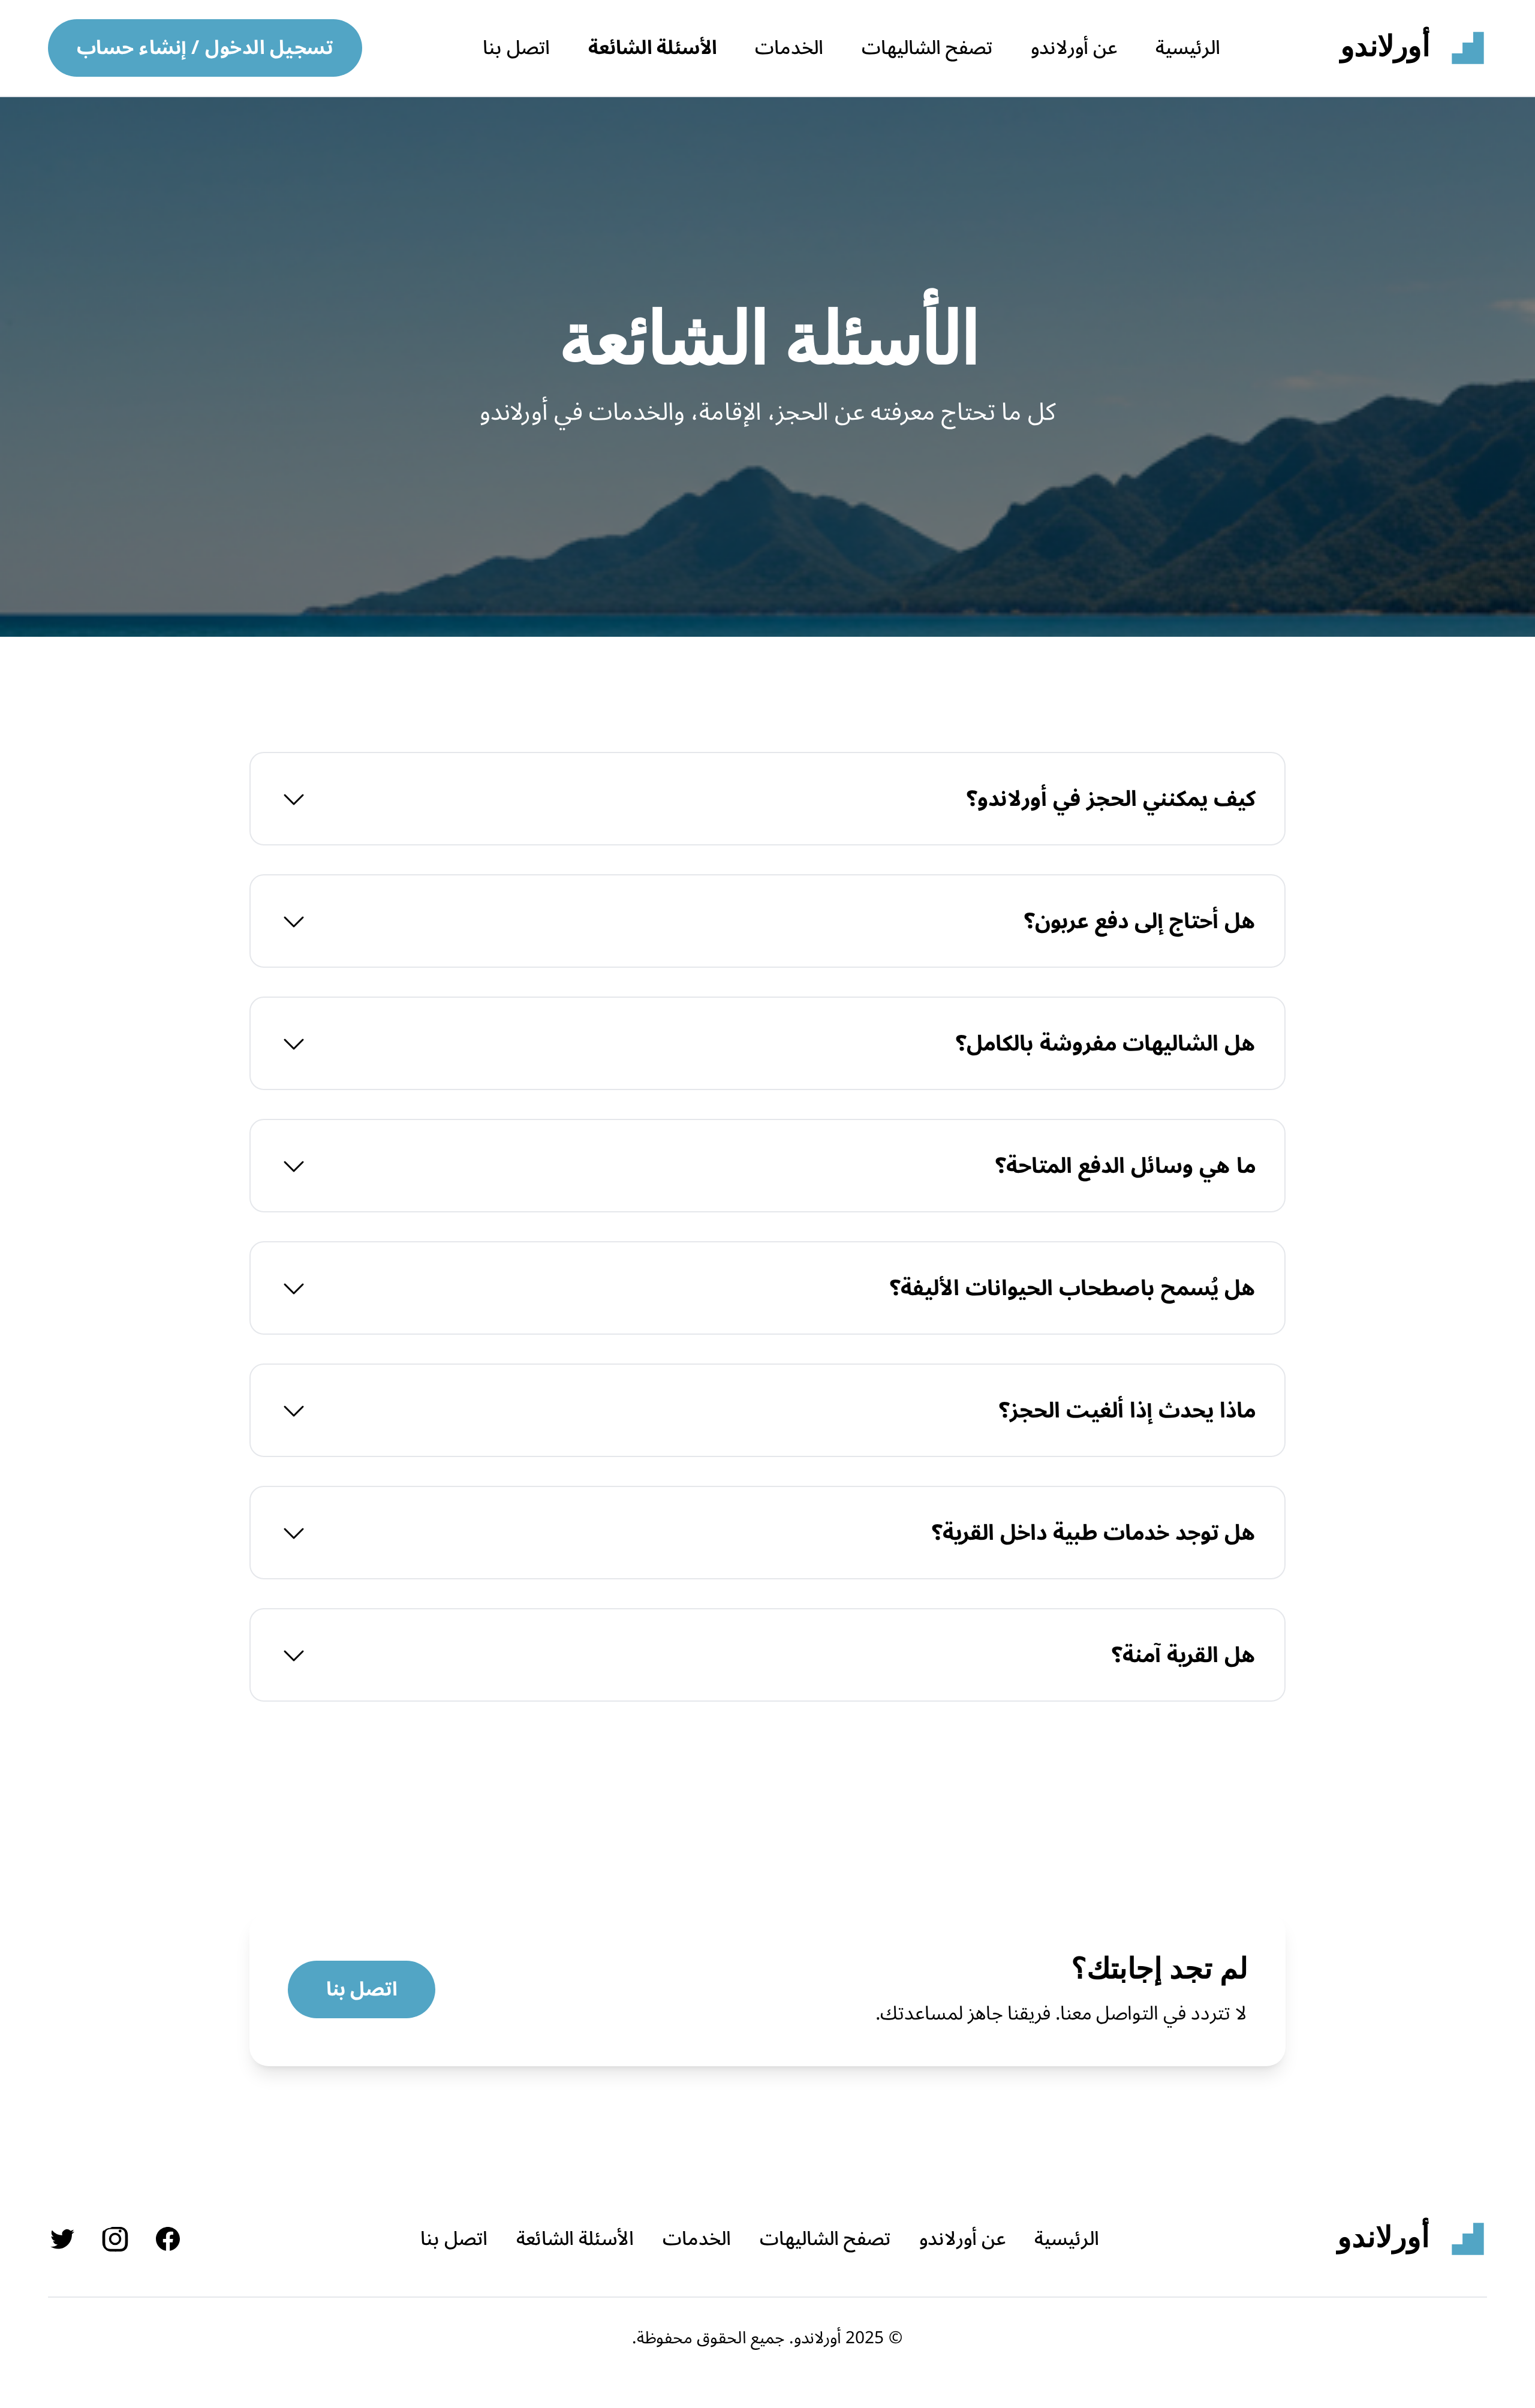 أورلاندو
الرئيسية
عن أورلاندو
تصفح الشاليهات
الخدمات
الأسئلة الشائعة
اتصل بنا
تسجيل الدخول / إنشاء حساب
الأسئلة الشائعة
كل ما تحتاج معرفته عن الحجز، الإقامة، والخدمات في أورلاندو
كيف يمكنني الحجز في أورلاندو؟
هل أحتاج إلى دفع عربون؟
هل الشاليهات مفروشة بالكامل؟
ما هي وسائل الدفع المتاحة؟
هل يُسمح باصطحاب الحيوانات الأليفة؟
ماذا يحدث إذا ألغيت الحجز؟
هل توجد خدمات طبية داخل القرية؟
هل القرية آمنة؟
لم تجد إجابتك؟
لا تتردد في التواصل معنا. فريقنا جاهز لمساعدتك.
اتصل بنا
أورلاندو
الرئيسية
عن أورلاندو
تصفح الشاليهات
الخدمات
الأسئلة الشائعة
اتصل بنا
© 2025 أورلاندو. جميع الحقوق محفوظة.